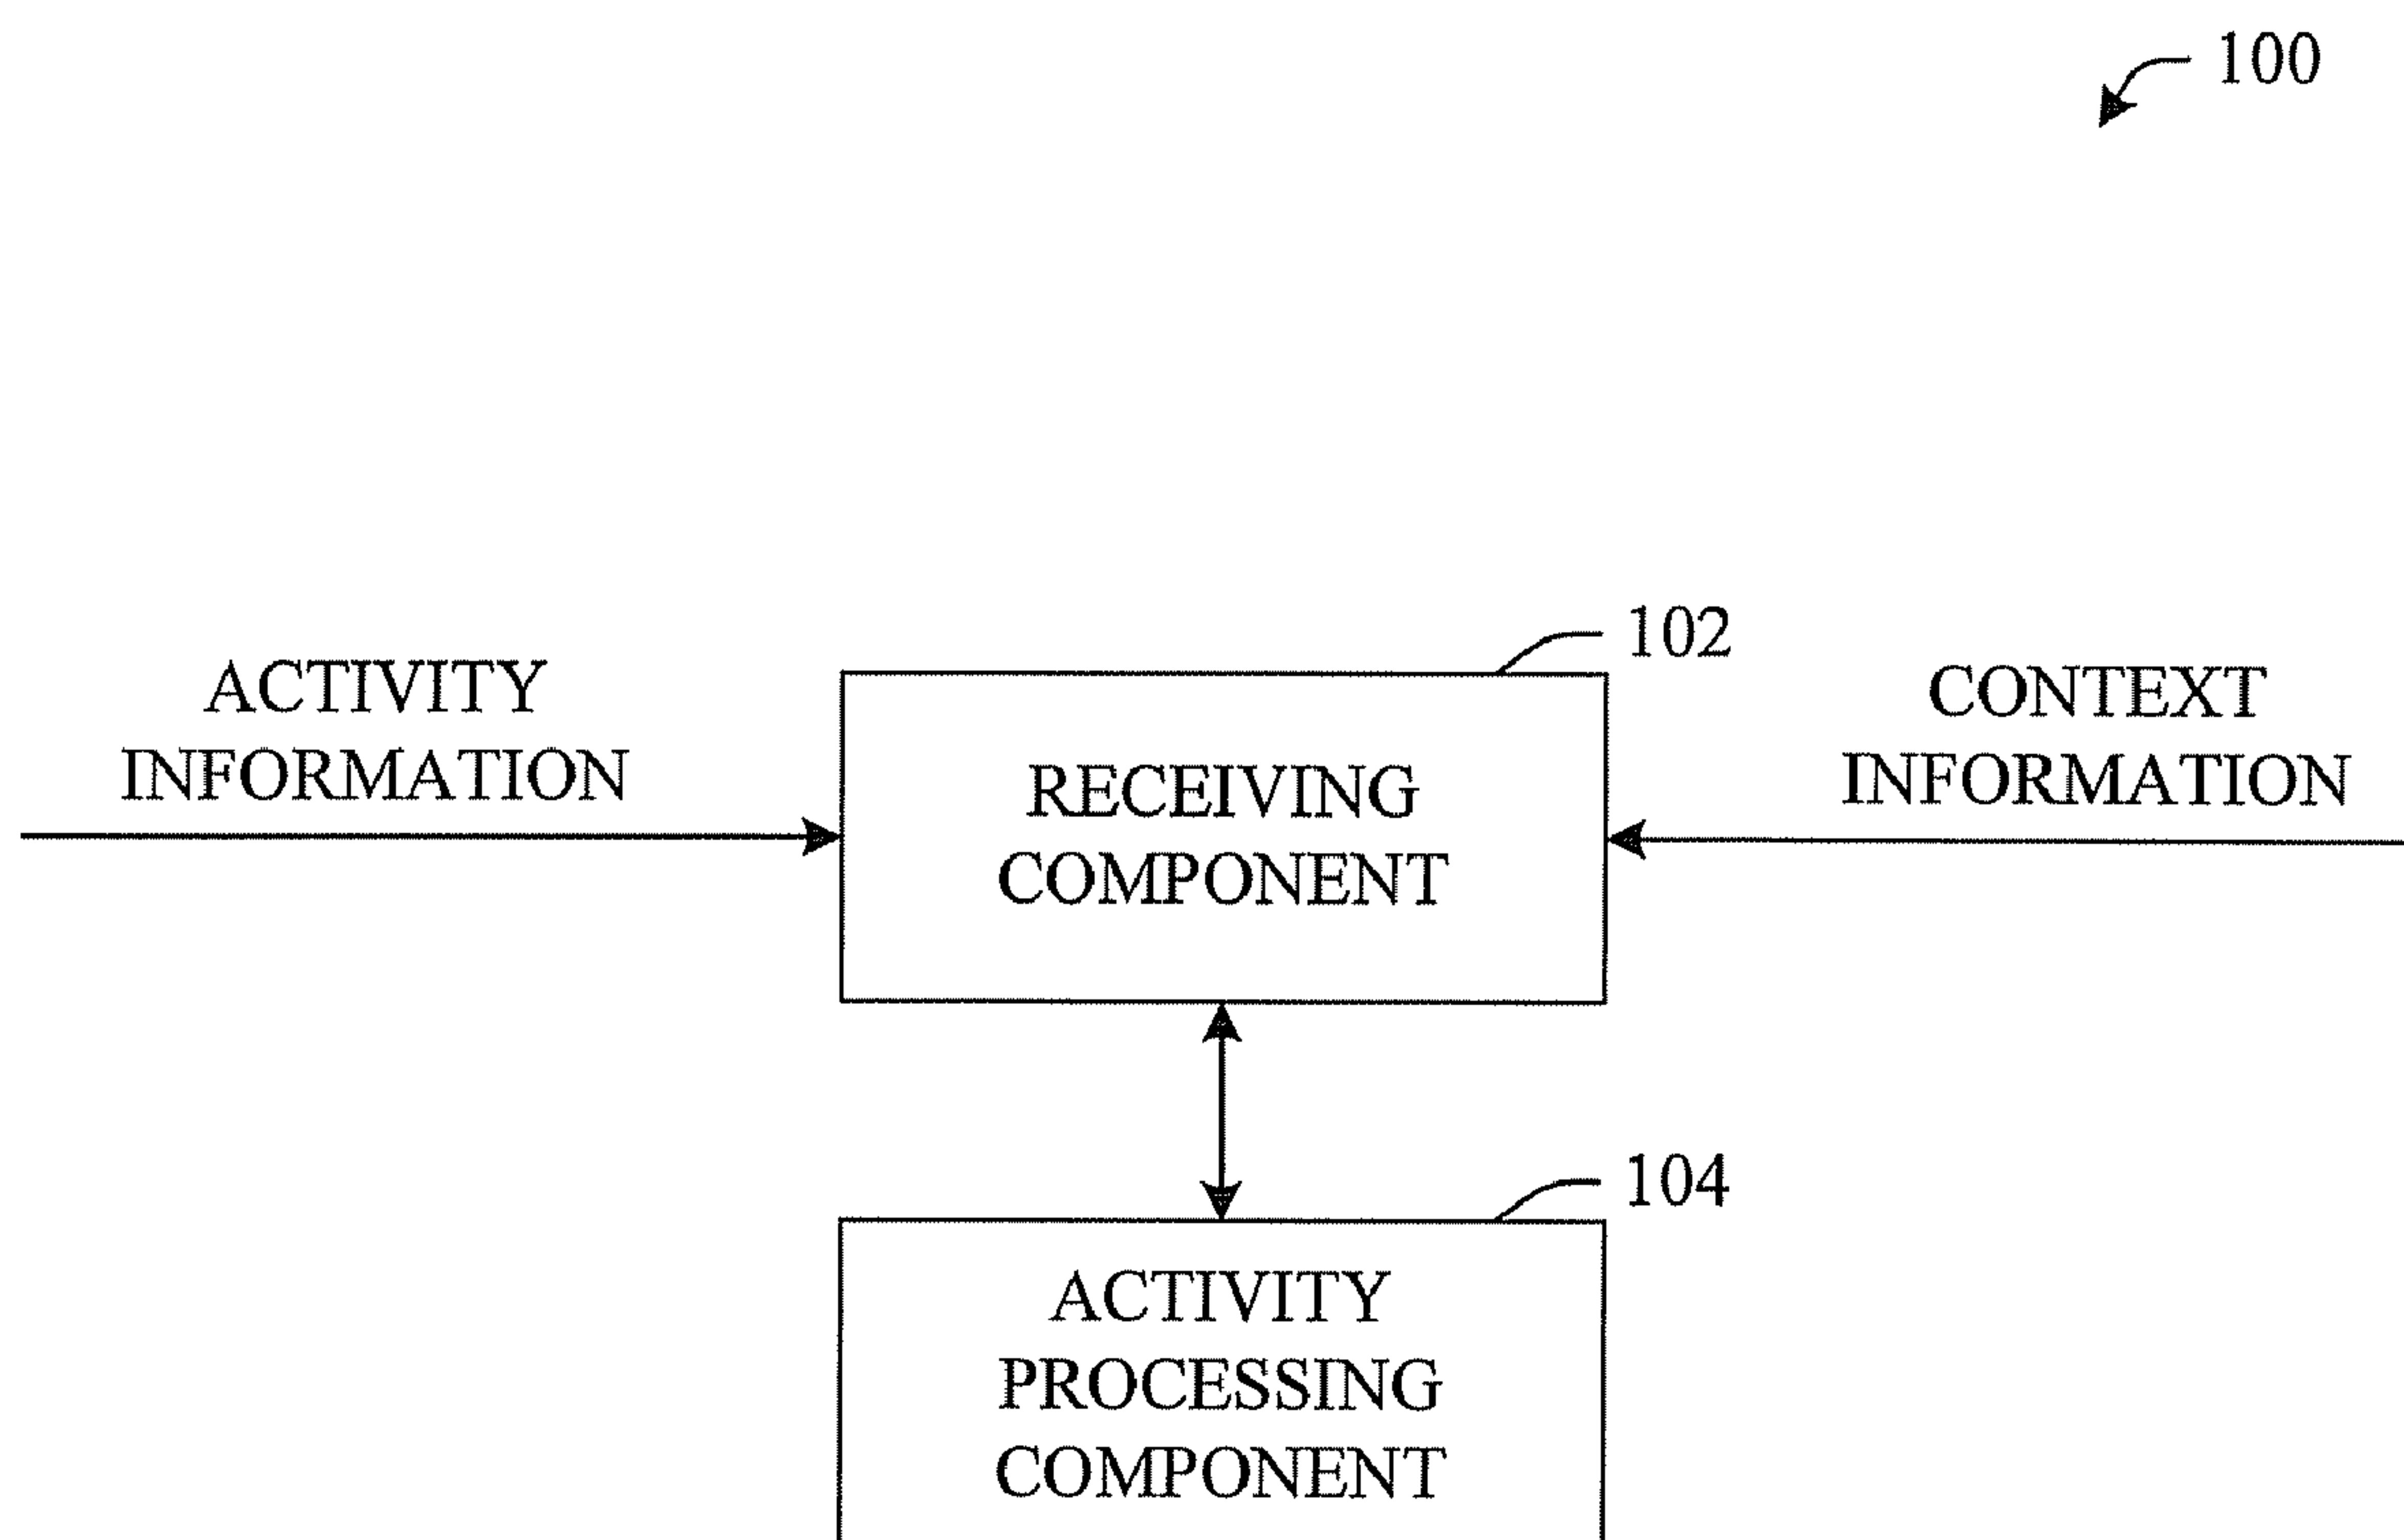 100
102
ACTIVITY
INFORMATION
CONTEXT
INFORMATION
RECEIVING
COMPONENT
104
ACTIVITY
PROCESSING
COMPONENT